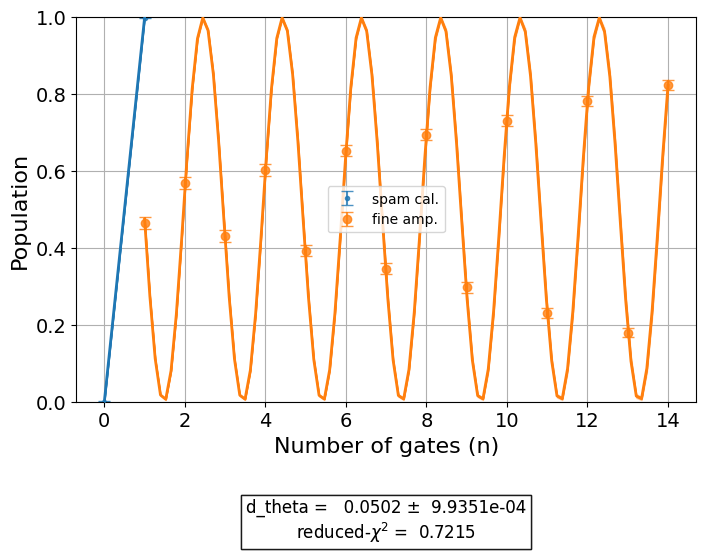 1.0
0.8
0.6
0.4
0.2
0.0
Population
spam cal.
fine amp.
0 2 4 6 8 10 12 14
Number of gates (n)
d_theta = 0.0502 ± 9.9351e-04
reduced-χ² = 0.7215